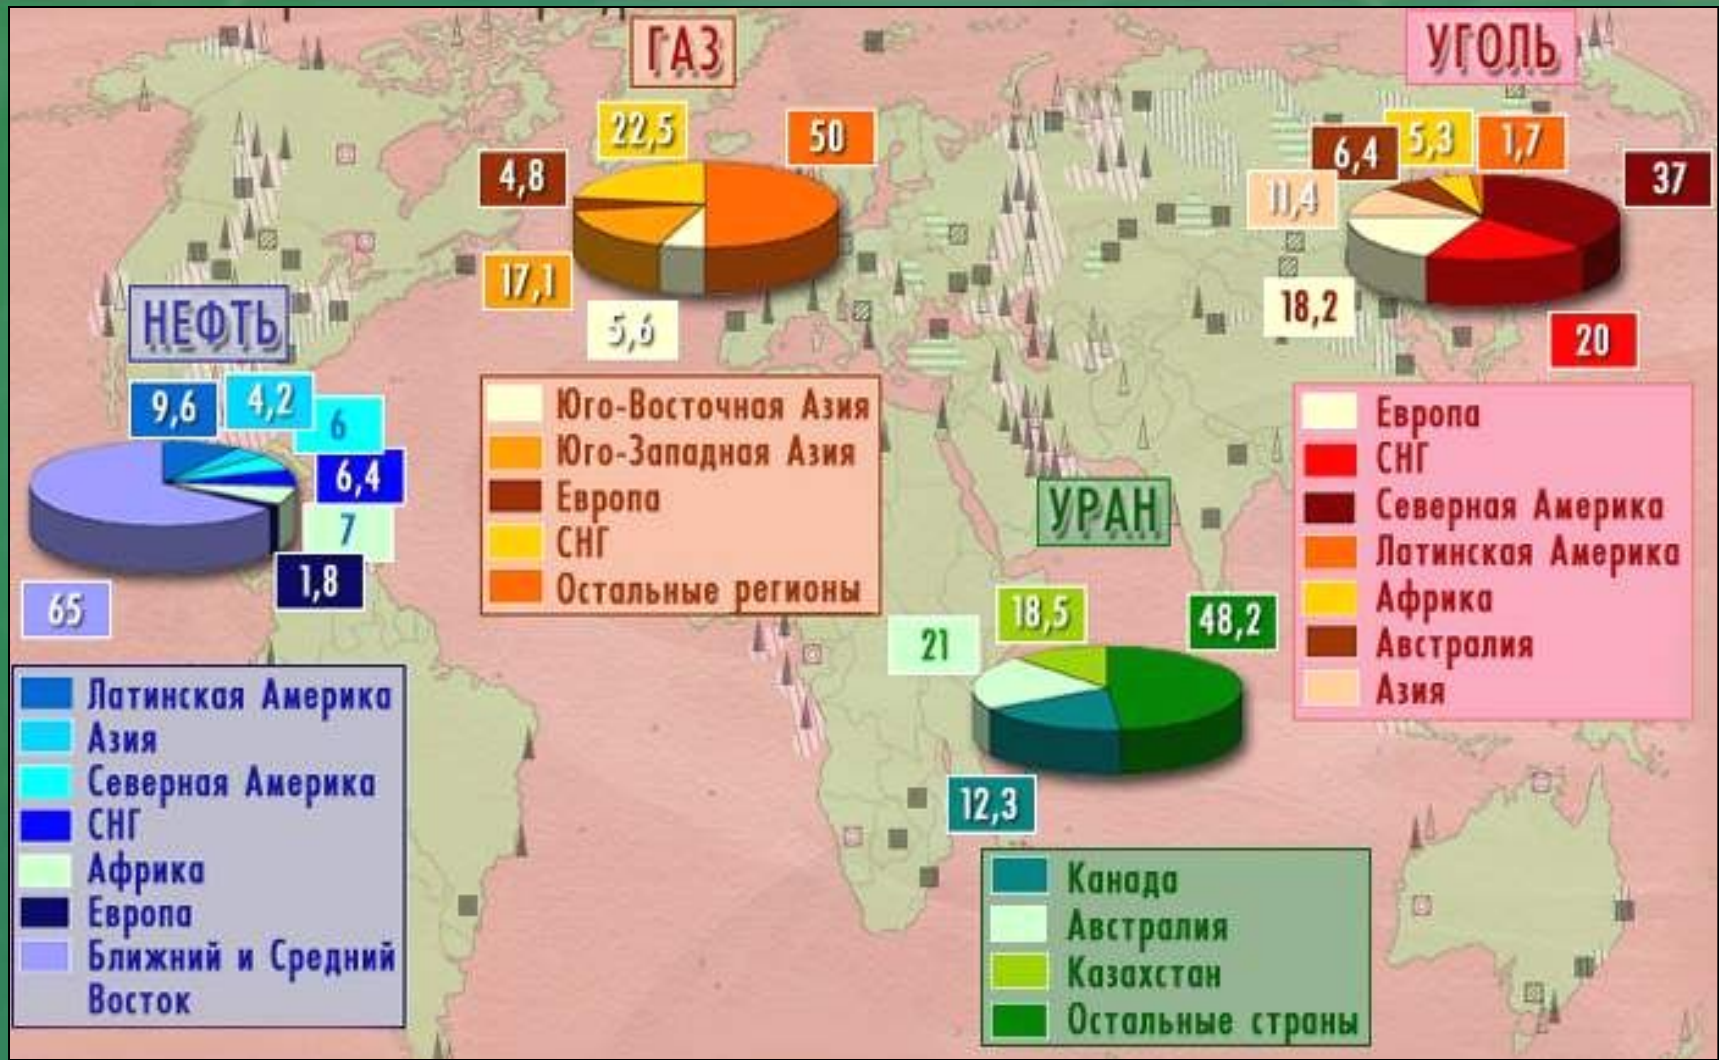 ГАЗ
22,5
50
4,8
17,1
5,6
Юго-Восточная Азия
Юго-Западная Азия
Европа
СНГ
Остальные регионы
УГОЛЬ
6,4
5,3
1,7
37
11,4
18,2
20
Европа
СНГ
Северная Америка
Латинская Америка
Африка
Австралия
Азия
НЕФТЬ
9,6
4,2
6
6,4
7
1,8
65
Латинская Америка
Азия
Северная Америка
СНГ
Африка
Европа
Ближний и Средний
Восток
УРАН
18,5
48,2
21
12,3
Канада
Австралия
Казахстан
Остальные страны